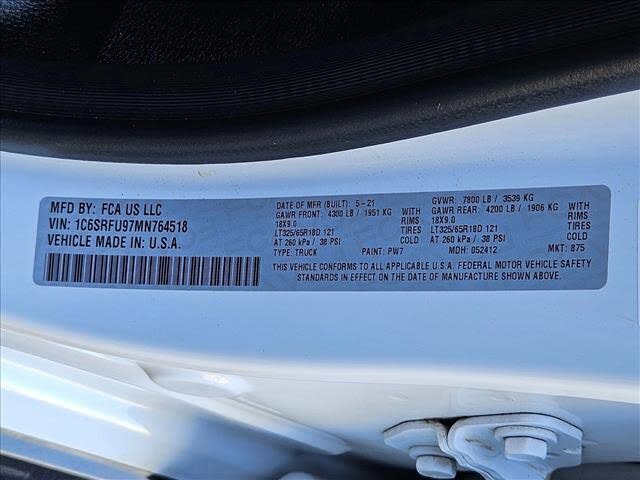 MFD BY: FCA US LLC
VIN: 1C6SRFU97MN764518
VEHICLE MADE IN: U.S.A.
DATE OF MFR (BUILT): 5-21
GAWR FRONT: 4300 LB / 1951 KG WITH
18X9.0 RIMS
LT325/65R18D 121 TIRES
AT 260 kPa / 38 PSI COLD
TYPE: TRUCK PAINT: PW7
GVWR: 7800 LB / 3539 KG
GAWR REAR: 4200 LB / 1906 KG WITH
18X9.0 RIMS
LT325/65R18D 121 TIRES
AT 260 kPa / 38 PSI COLD
MDH: 052412 MKT: 875
THIS VEHICLE CONFORMS TO ALL APPLICABLE U.S.A. FEDERAL MOTOR VEHICLE SAFETY
STANDARDS IN EFFECT ON THE DATE OF MANUFACTURE SHOWN ABOVE.